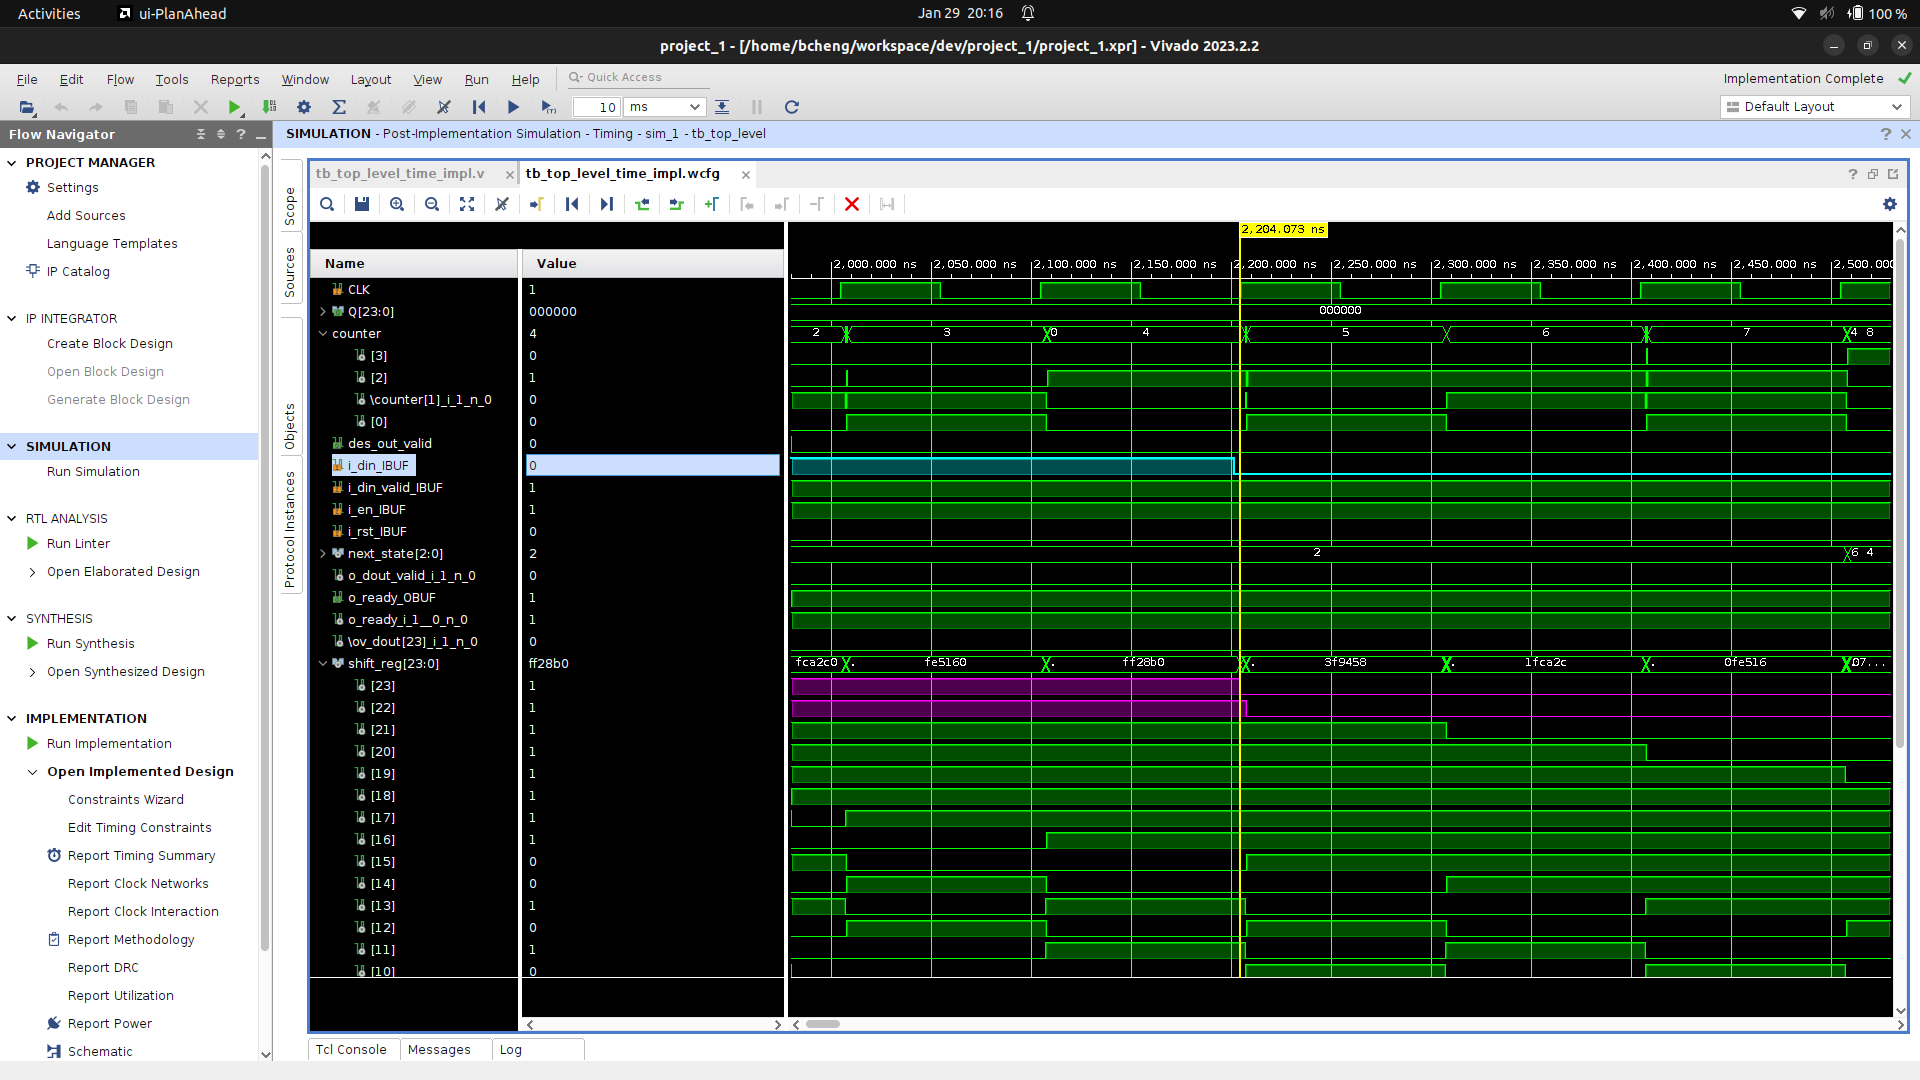 Activities
ui-PlanAhead
Jan 29 20:16
100 %
project_1 - [/home/bcheng/workspace/dev/project_1/project_1.xpr] - Vivado 2023.2.2
File Edit Flow Tools Reports Window Layout View Run Help
Quick Access
Implementation Complete
10 ms
Default Layout
Flow Navigator
SIMULATION - Post-Implementation Simulation - Timing - sim_1 - tb_top_level
PROJECT MANAGER
Settings
Add Sources
Language Templates
IP Catalog
IP INTEGRATOR
Create Block Design
Open Block Design
Generate Block Design
SIMULATION
Run Simulation
RTL ANALYSIS
Run Linter
Open Elaborated Design
SYNTHESIS
Run Synthesis
Open Synthesized Design
IMPLEMENTATION
Run Implementation
Open Implemented Design
Constraints Wizard
Edit Timing Constraints
Report Timing Summary
Report Clock Networks
Report Clock Interaction
Report Methodology
Report DRC
Report Utilization
Report Power
Schematic
Scope
Sources
Objects
Protocol Instances
tb_top_level_time_impl.v
tb_top_level_time_impl.wcfg
2,204.073 ns
Name Value
2,000.000 ns 2,050.000 ns 2,100.000 ns 2,150.000 ns 2,200.000 ns 2,250.000 ns 2,300.000 ns 2,350.000 ns 2,400.000 ns 2,450.000 ns 2,500.000
CLK 1
Q[23:0] 000000 000000
counter 4 2 3 0 4 5 6 7 4 8
[3] 0
[2] 1
\counter[1]_i_1_n_0 0
[0] 0
des_out_valid 0
i_din_IBUF 0
i_din_valid_IBUF 1
i_en_IBUF 1
i_rst_IBUF 0
next_state[2:0] 2 2 6 4
o_dout_valid_i_1_n_0 0
o_ready_OBUF 1
o_ready_i_1__0_n_0 1
\ov_dout[23]_i_1_n_0 0
shift_reg[23:0] ff28b0 fca2c0 . fe5160 . ff28b0 . 3f9458 . 1fca2c . 0fe516 .07...
[23] 1
[22] 1
[21] 1
[20] 1
[19] 1
[18] 1
[17] 1
[16] 1
[15] 0
[14] 0
[13] 1
[12] 0
[11] 1
[10] 0
Tcl Console Messages Log